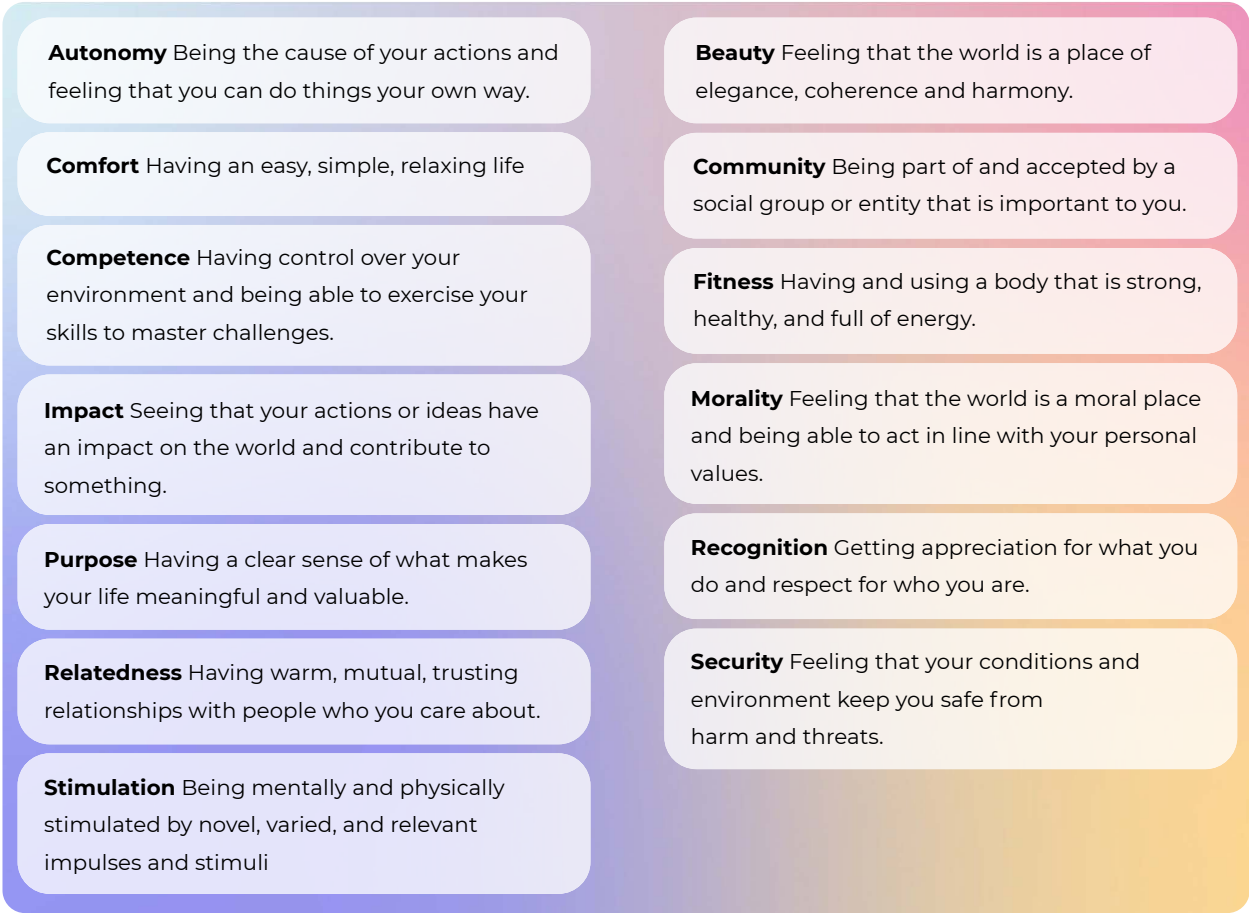 Autonomy Being the cause of your actions and
feeling that you can do things your own way.
Comfort Having an easy, simple, relaxing life
Competence Having control over your
environment and being able to exercise your
skills to master challenges.
Impact Seeing that your actions or ideas have
an impact on the world and contribute to
something.
Purpose Having a clear sense of what makes
your life meaningful and valuable.
Relatedness Having warm, mutual, trusting
relationships with people who you care about.
Stimulation Being mentally and physically
stimulated by novel, varied, and relevant
impulses and stimuli
Beauty Feeling that the world is a place of
elegance, coherence and harmony.
Community Being part of and accepted by a
social group or entity that is important to you.
Fitness Having and using a body that is strong,
healthy, and full of energy.
Morality Feeling that the world is a moral place
and being able to act in line with your personal
values.
Recognition Getting appreciation for what you
do and respect for who you are.
Security Feeling that your conditions and
environment keep you safe from
harm and threats.